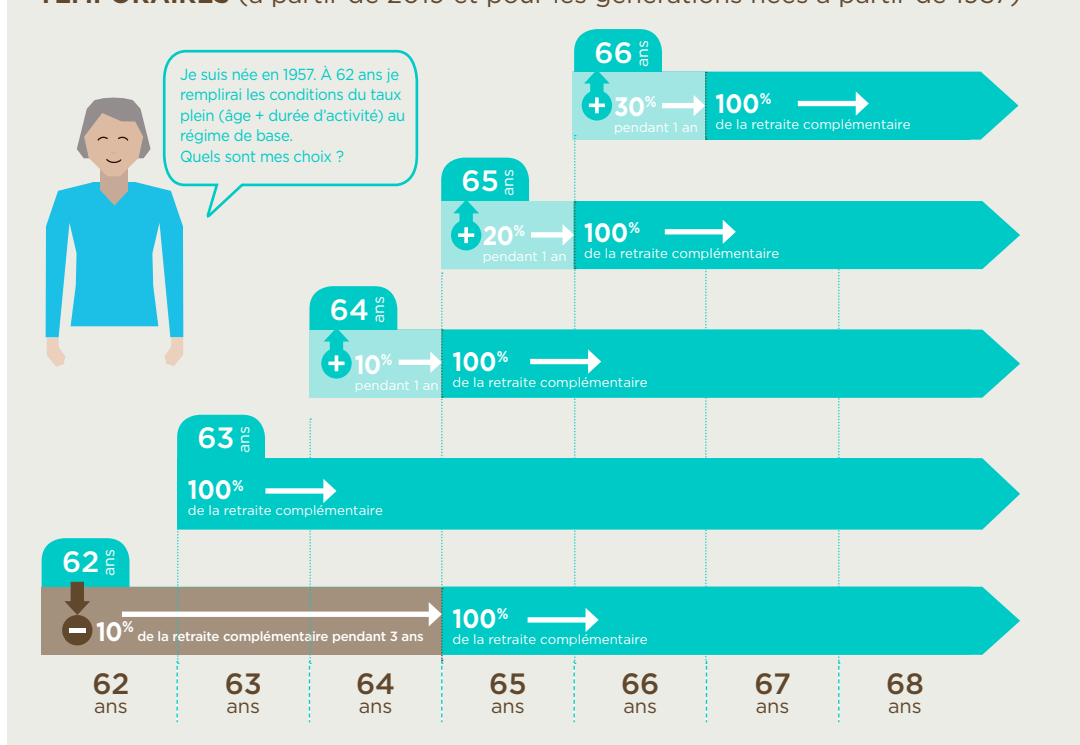 TEMPORAIRES (à partir de 2019 et pour les générations nées à partir de 1957)
Je suis née en 1957. À 62 ans je
remplirai les conditions du taux
plein (âge + durée d’activité) au
régime de base.
Quels sont mes choix ?
66 ans
+ 30% pendant 1 an
100%
de la retraite complémentaire
65 ans
+ 20% pendant 1 an
100%
de la retraite complémentaire
64 ans
+ 10% pendant 1 an
100%
de la retraite complémentaire
63 ans
100%
de la retraite complémentaire
62 ans
− 10% de la retraite complémentaire pendant 3 ans
100%
de la retraite complémentaire
62 ans
63 ans
64 ans
65 ans
66 ans
67 ans
68 ans